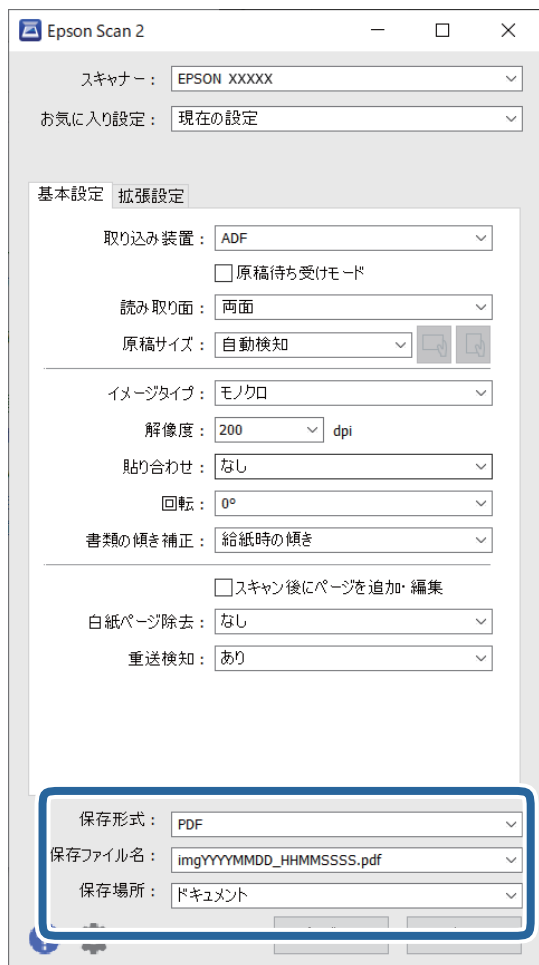 Epson Scan 2
スキャナー： EPSON XXXXX
お気に入り設定： 現在の設定
基本設定 拡張設定
取り込み装置： ADF
原稿待ち受けモード
読み取り面： 両面
原稿サイズ： 自動検知
イメージタイプ： モノクロ
解像度： 200 dpi
貼り合わせ： なし
回転： 0°
書類の傾き補正： 給紙時の傾き
スキャン後にページを追加・編集
白紙ページ除去： なし
重送検知： あり
保存形式： PDF
保存ファイル名： imgYYYYMMDD_HHMMSSSS.pdf
保存場所： ドキュメント